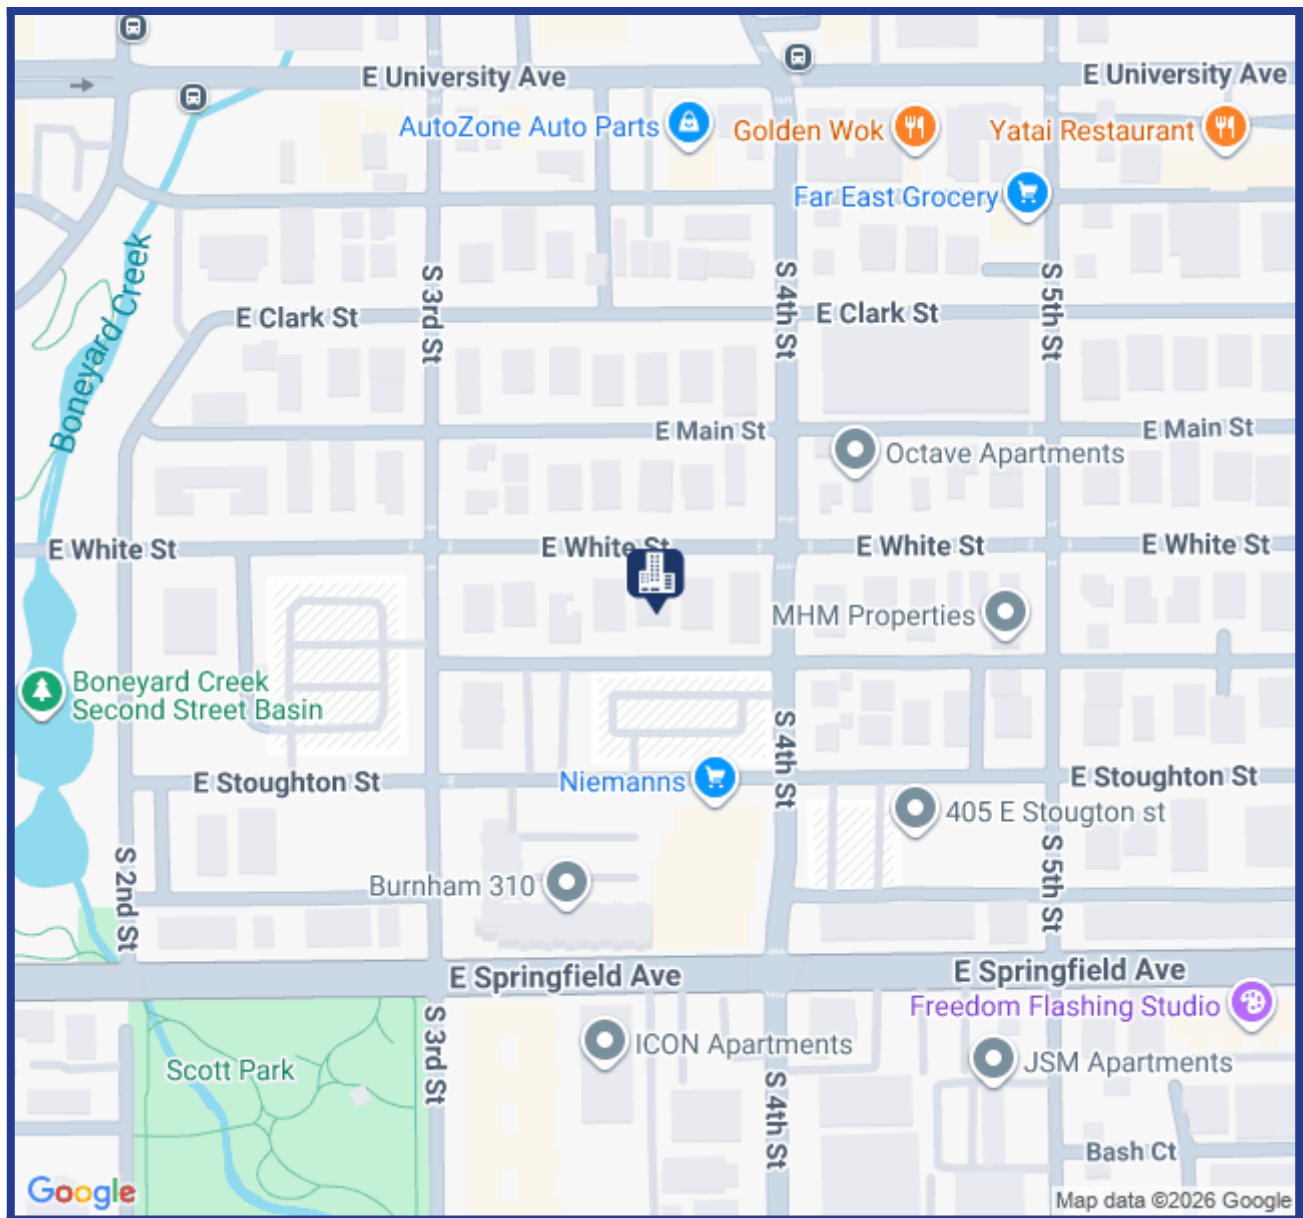 E University Ave
E University Ave
AutoZone Auto Parts
Golden Wok
Yatai Restaurant
Far East Grocery
Boneyard Creek
S 3rd St
S 4th St
S 5th St
E Clark St
E Clark St
E Main St
E Main St
Octave Apartments
E White St
E White St
E White St
E White St
MHM Properties
Boneyard Creek
Second Street Basin
S 4th St
E Stoughton St
Niemanns
E Stoughton St
405 E Stougton st
S 2nd St
S 5th St
Burnham 310
E Springfield Ave
E Springfield Ave
Freedom Flashing Studio
S 3rd St
ICON Apartments
JSM Apartments
Scott Park
S 4th St
Bash Ct
Google
Map data ©2026 Google